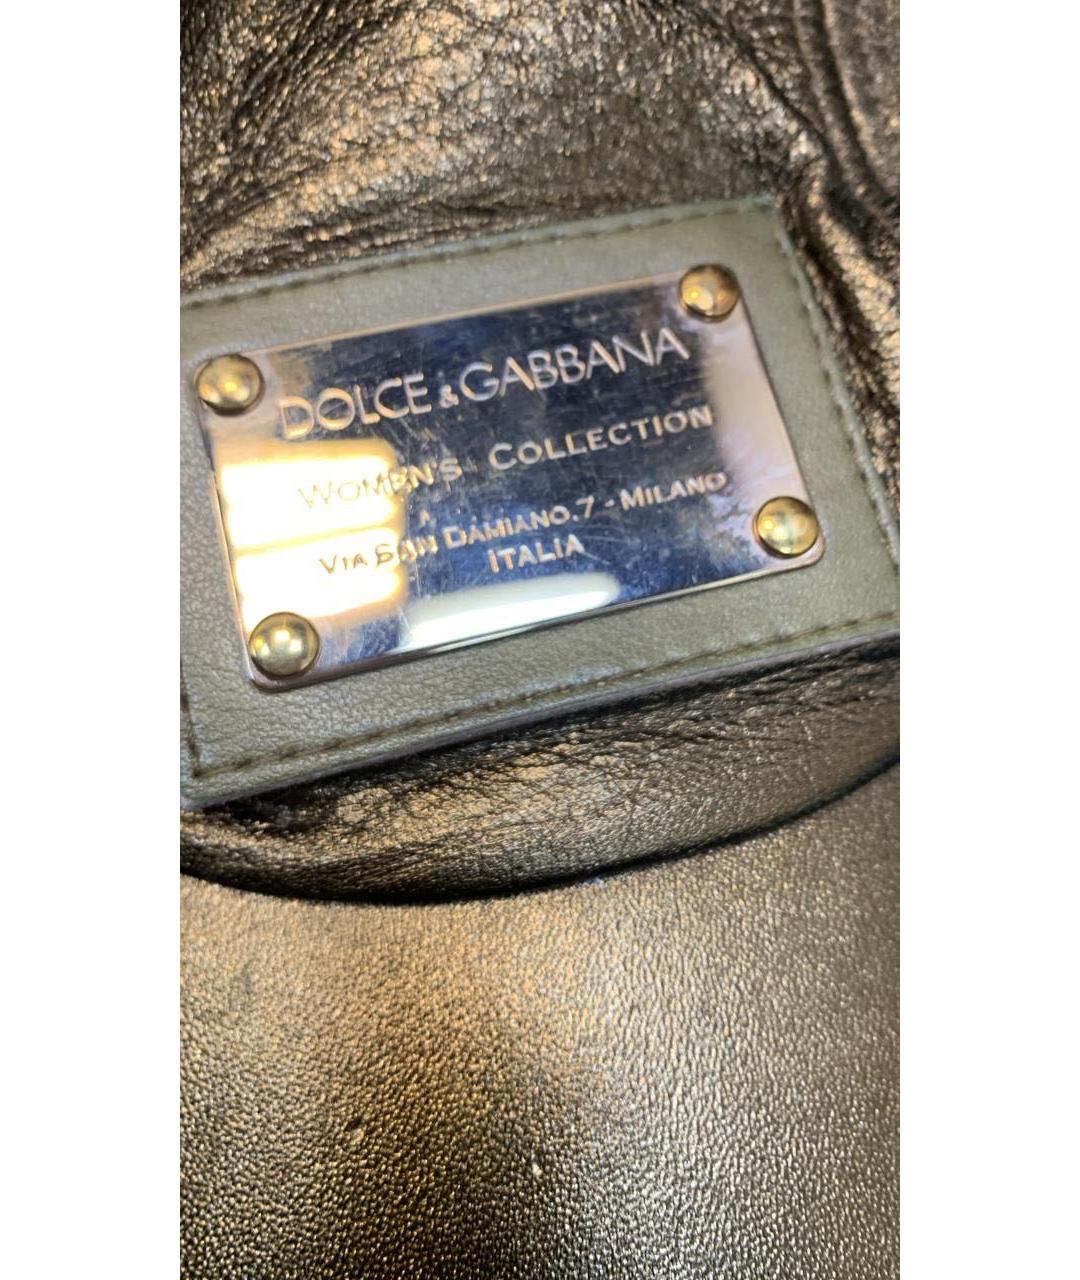 DOLCE & GABBANA
WOMEN'S COLLECTION
VIA SAN DAMIANO.7 - MILANO
ITALIA